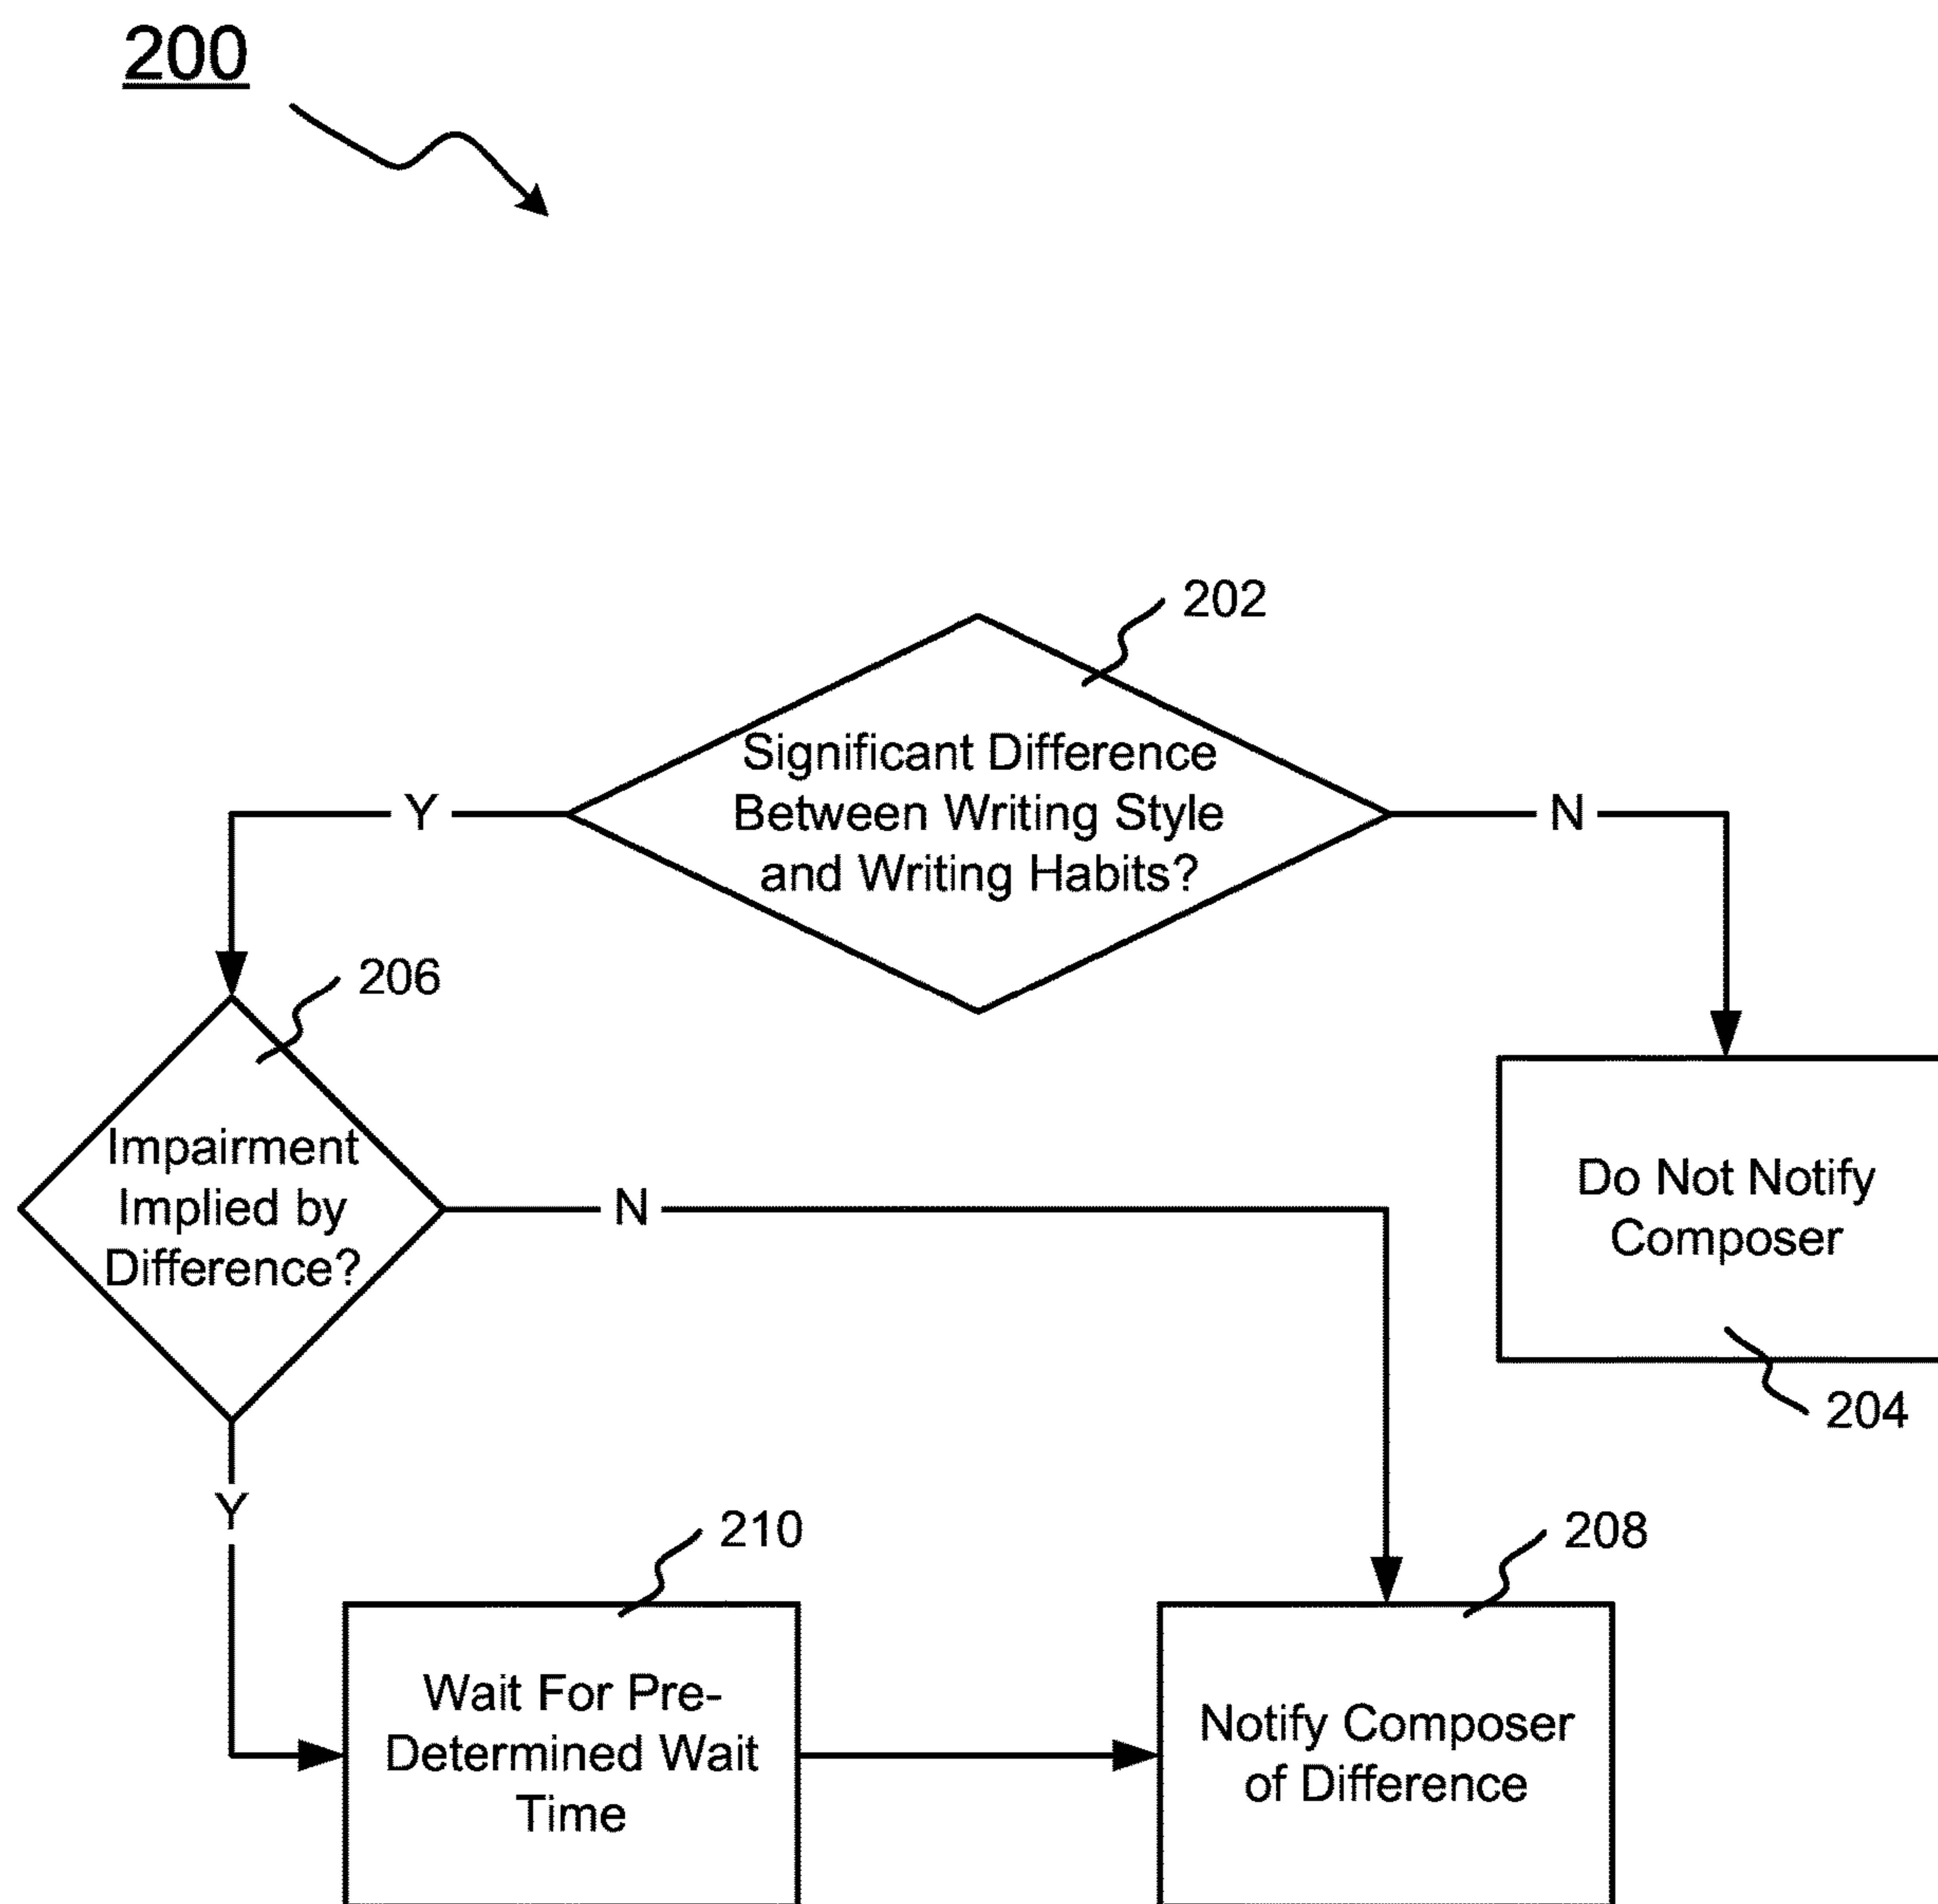 200
202
Significant Difference
Between Writing Style
and Writing Habits?
Y
N
206
Impairment
Implied by
Difference?
N
Do Not Notify
Composer
204
Y
210
208
Wait For Pre-
Determined Wait
Time
Notify Composer
of Difference